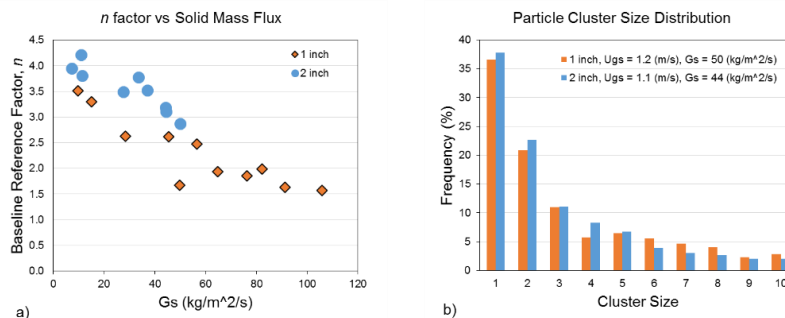 n factor vs Solid Mass Flux
Baseline Reference Factor, n
4.5
4.0
3.5
3.0
2.5
2.0
1.5
1.0
0.5
0.0
1 inch
2 inch
0 20 40 60 80 100 120
Gs (kg/m^2/s)
a)
Particle Cluster Size Distribution
Frequency (%)
40
35
30
25
20
15
10
5
0
1 inch, Ugs = 1.2 (m/s), Gs = 50 (kg/m^2/s)
2 inch, Ugs = 1.1 (m/s), Gs = 44 (kg/m^2/s)
1 2 3 4 5 6 7 8 9 10
Cluster Size
b)